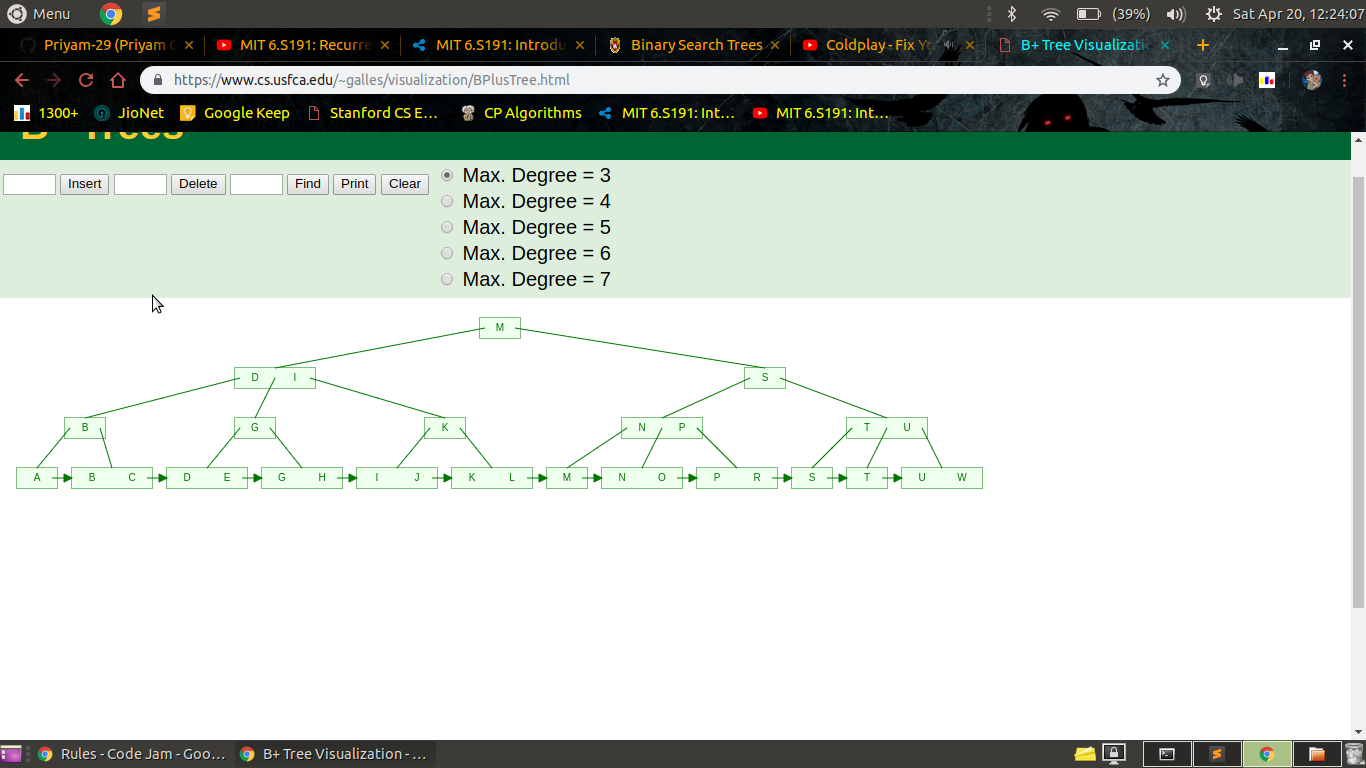 Menu (39%) Sat Apr 20, 12:24:07
Priyam-29 (Priyam G MIT 6.S191: Recurre MIT 6.S191: Introdu Binary Search Trees Coldplay - Fix Yo B+ Tree Visualizati
https://www.cs.usfca.edu/~galles/visualization/BPlusTree.html
1300+ JioNet Google Keep Stanford CS E… CP Algorithms MIT 6.S191: Int… MIT 6.S191: Int…
B+ Trees
Insert Delete Find Print Clear
Max. Degree = 3
Max. Degree = 4
Max. Degree = 5
Max. Degree = 6
Max. Degree = 7
M
D I S
B G K N P T U
A B C D E G H I J K L M N O P R S T U W
Rules - Code Jam - Goo… B+ Tree Visualization - …